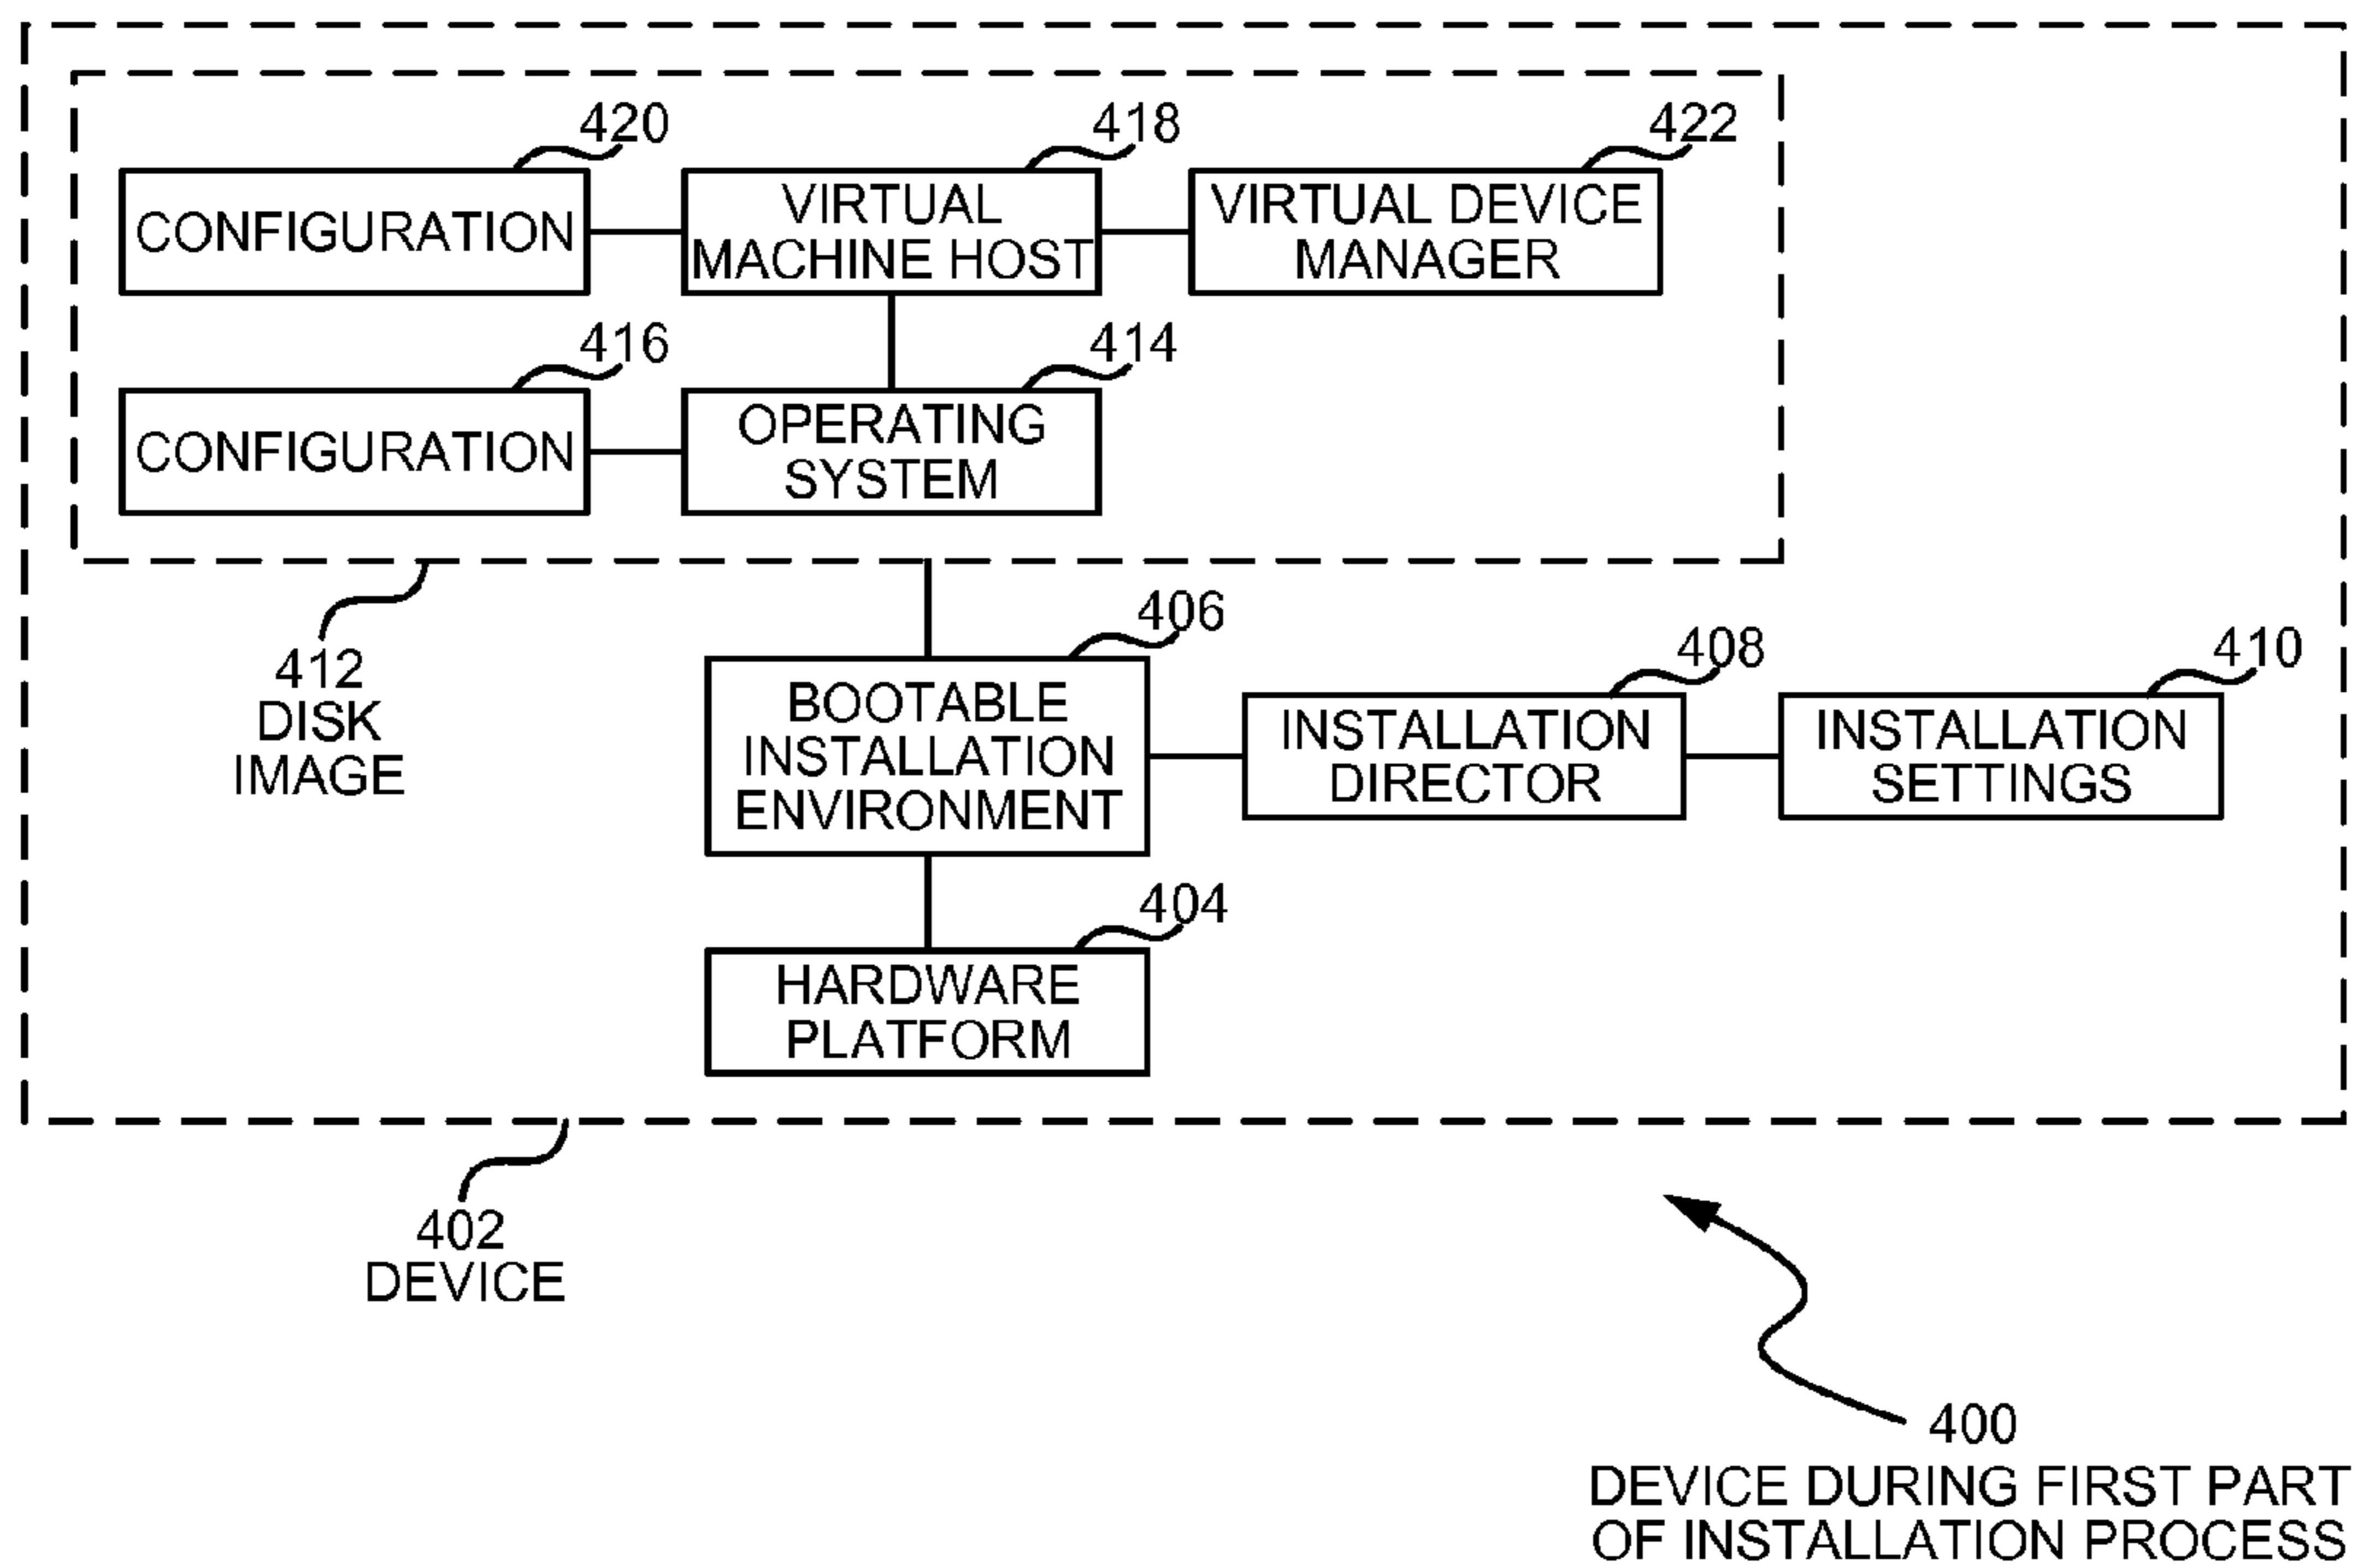 420
418
422
CONFIGURATION
VIRTUAL
MACHINE HOST
VIRTUAL DEVICE
MANAGER
416
414
CONFIGURATION
OPERATING
SYSTEM
412
DISK
IMAGE
406
408
410
BOOTABLE
INSTALLATION
ENVIRONMENT
INSTALLATION
DIRECTOR
INSTALLATION
SETTINGS
404
HARDWARE
PLATFORM
402
DEVICE
400
DEVICE DURING FIRST PART
OF INSTALLATION PROCESS